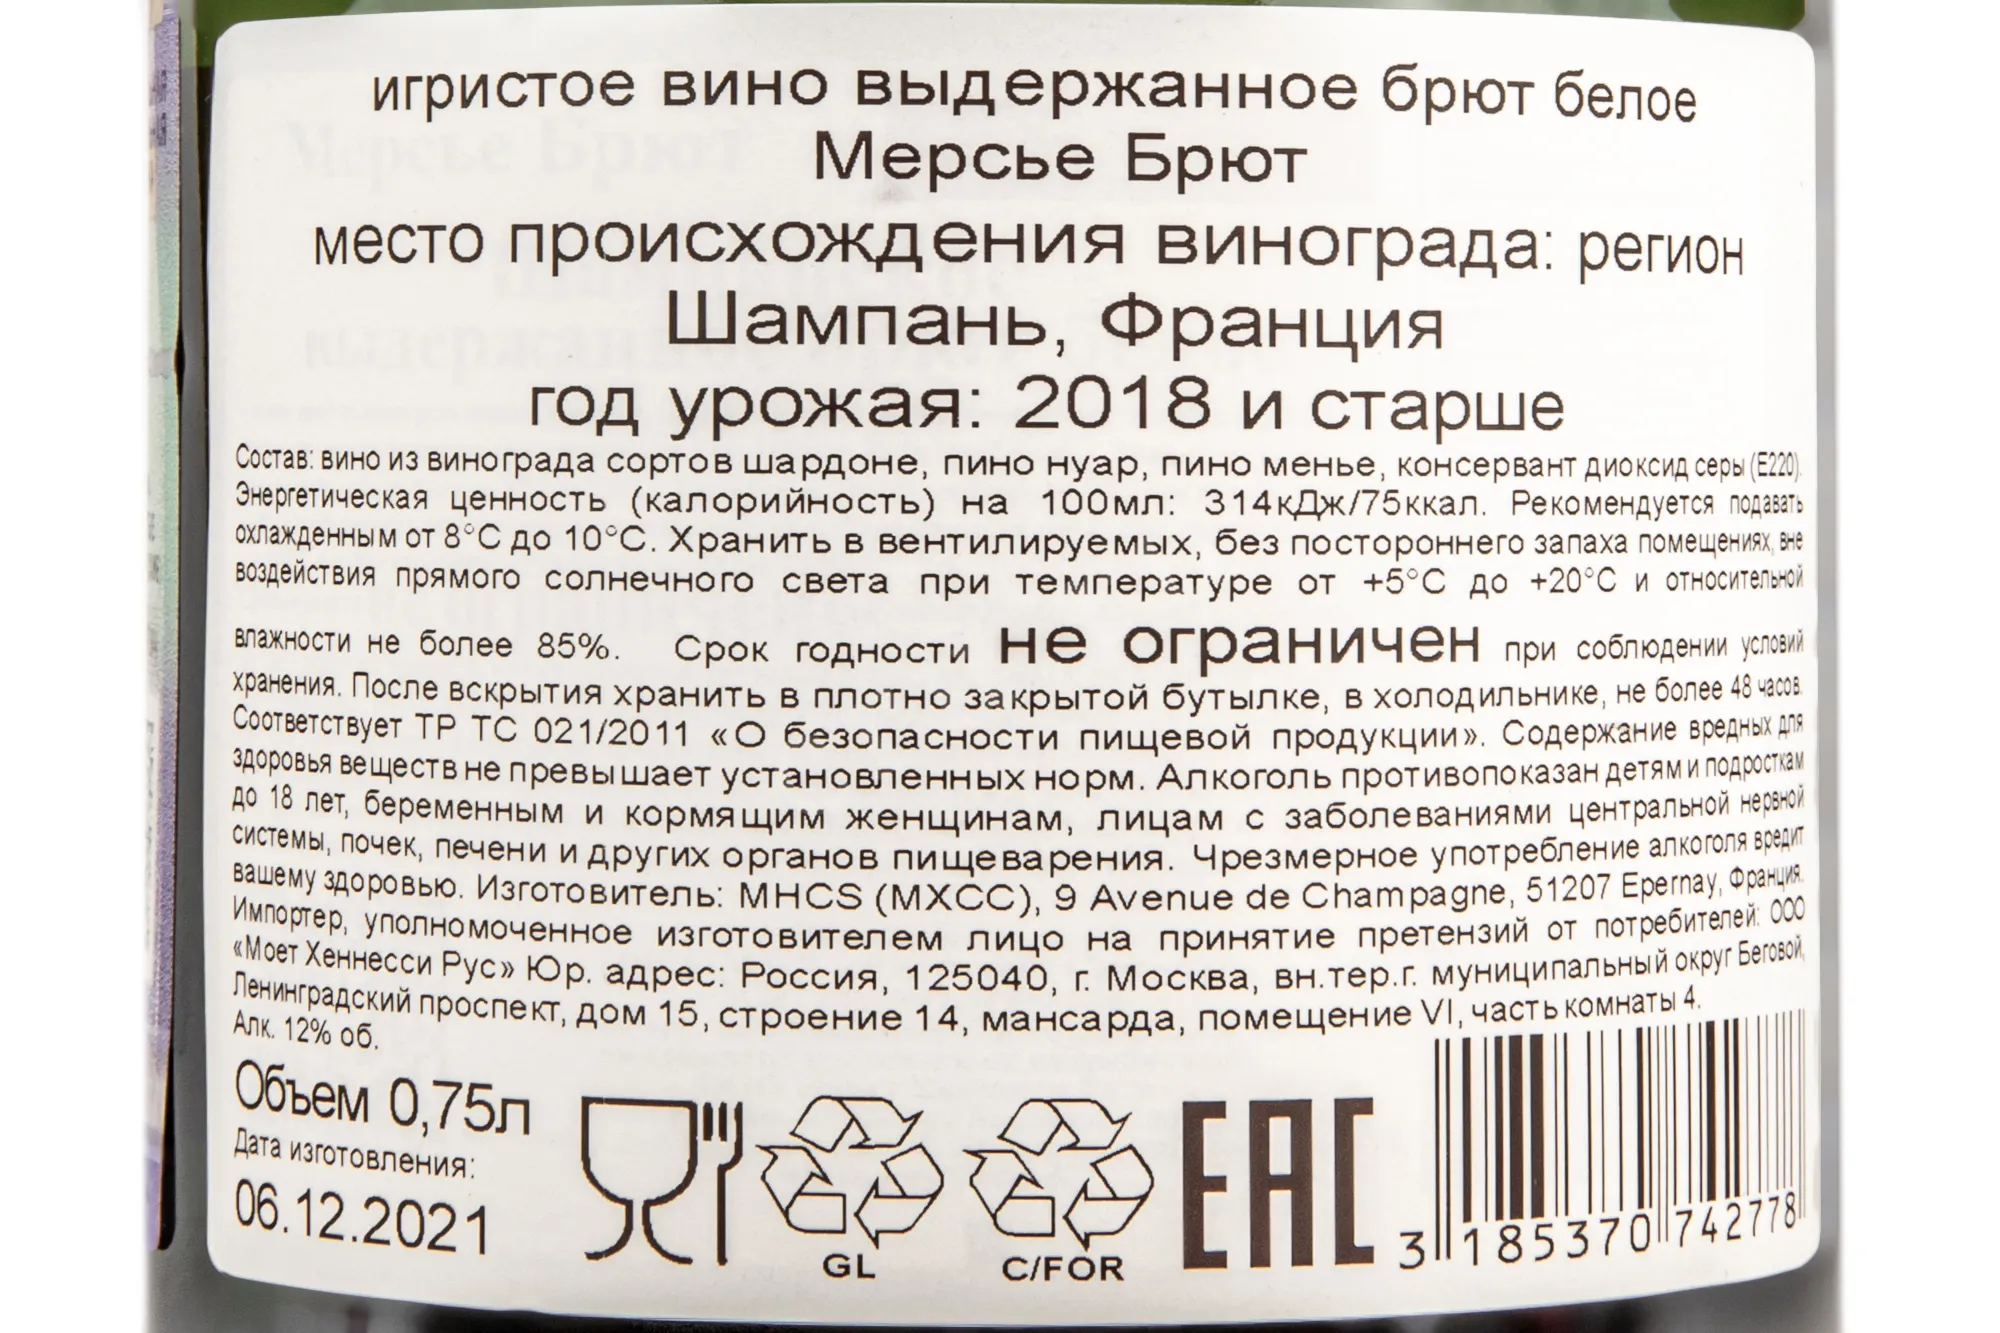 игристое вино выдержанное брют белое
Мерсье Брют
место происхождения винограда: регион
Шампань, Франция
год урожая: 2018 и старше
Состав: вино из винограда сортов шардоне, пино нуар, пино менье, консервант диоксид серы (Е220).
Энергетическая ценность (калорийность) на 100мл: 314кДж/75ккал. Рекомендуется подавать
охлажденным от 8°С до 10°С. Хранить в вентилируемых, без постороннего запаха помещениях, вне
воздействия прямого солнечного света при температуре от +5°С до +20°С и относительной
влажности не более 85%. Срок годности не ограничен при соблюдении условий
хранения. После вскрытия хранить в плотно закрытой бутылке, в холодильнике, не более 48 часов.
Соответствует ТР ТС 021/2011 «О безопасности пищевой продукции». Содержание вредных для
здоровья веществ не превышает установленных норм. Алкоголь противопоказан детям и подросткам
до 18 лет, беременным и кормящим женщинам, лицам с заболеваниями центральной нервной
системы, почек, печени и других органов пищеварения. Чрезмерное употребление алкоголя вредит
вашему здоровью. Изготовитель: MHCS (МХСС), 9 Avenue de Champagne, 51207 Epernay, Франция.
Импортер, уполномоченное изготовителем лицо на принятие претензий от потребителей: ООО
«Моет Хеннесси Рус» Юр. адрес: Россия, 125040, г. Москва, вн.тер.г. муниципальный округ Беговой,
Ленинградский проспект, дом 15, строение 14, мансарда, помещение VI, часть комнаты 4.
Алк. 12% об.
Объем 0,75л
Дата изготовления:
06.12.2021
GL
C/FOR
EAC
3 185370 742778